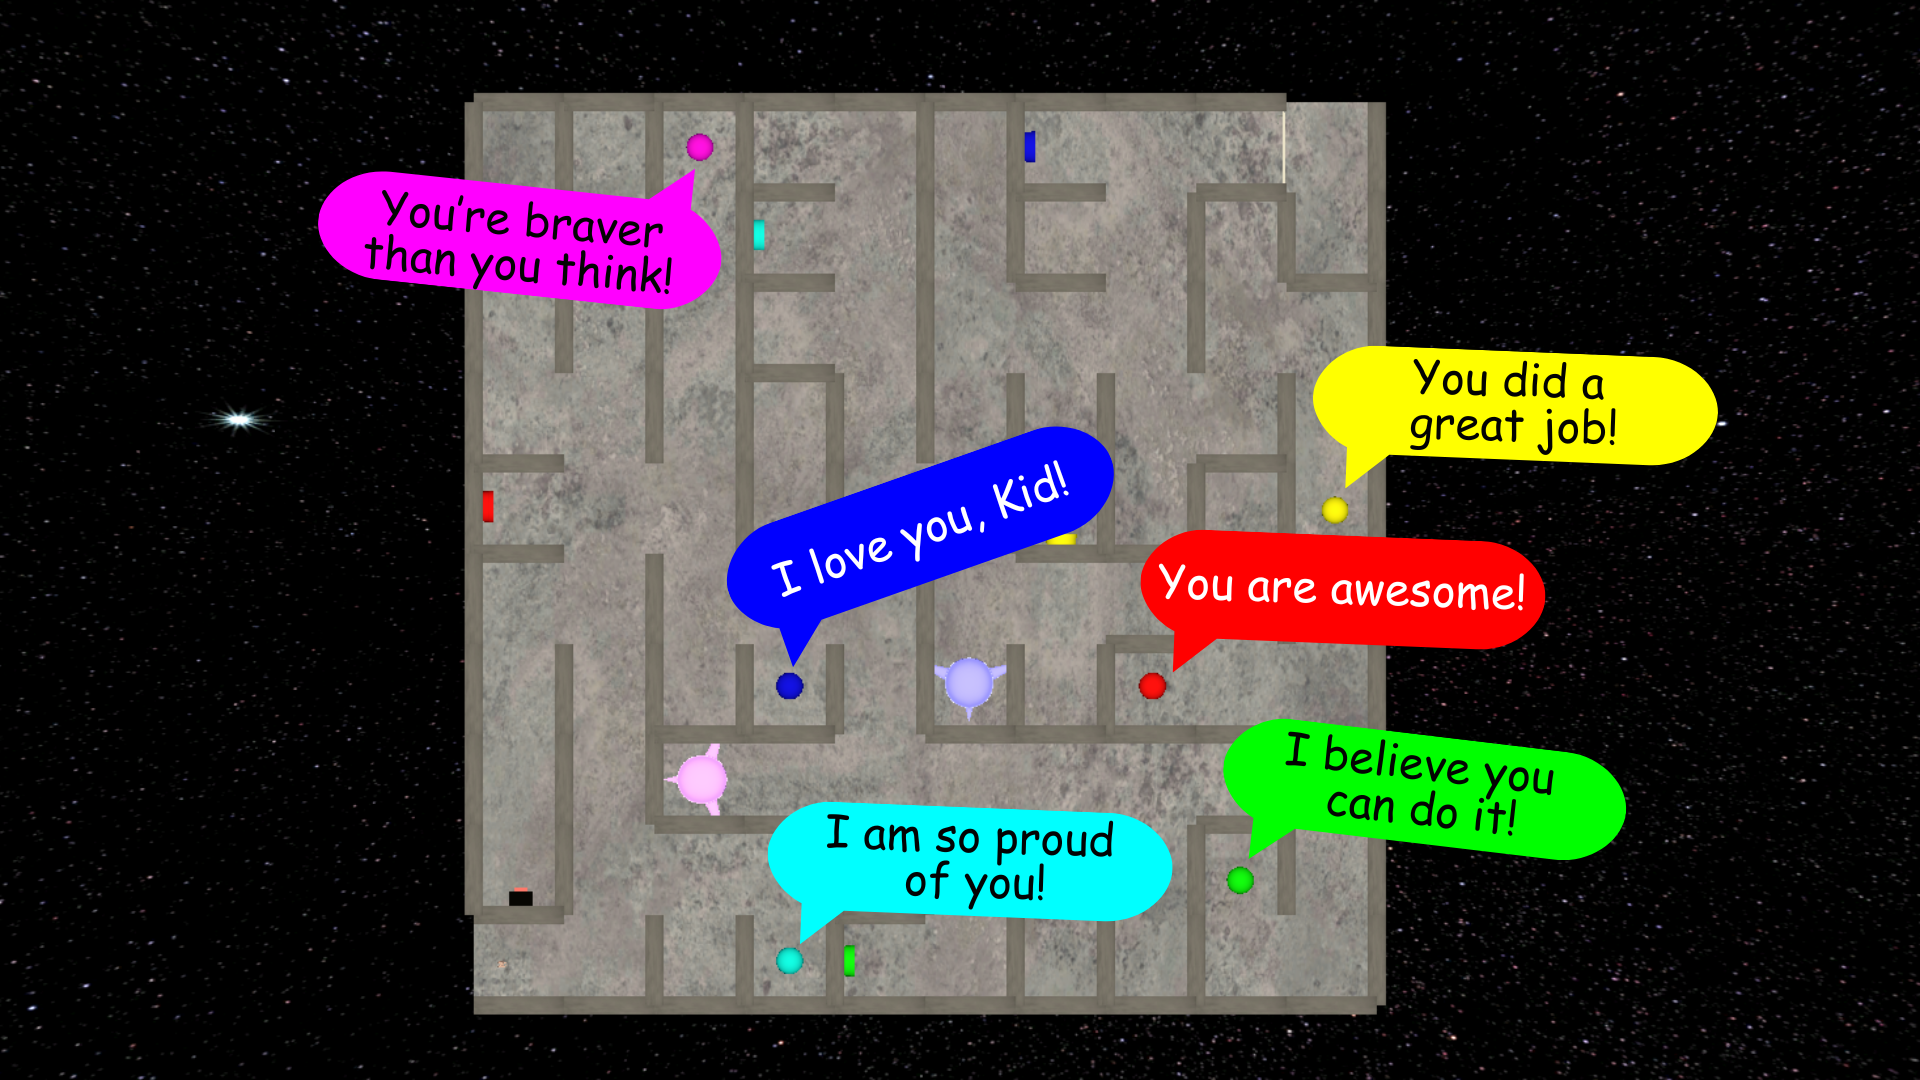 You're braver
than you think!
You did a
great job!
I love you, Kid!
You are awesome!
I believe you
can do it!
I am so proud
of you!